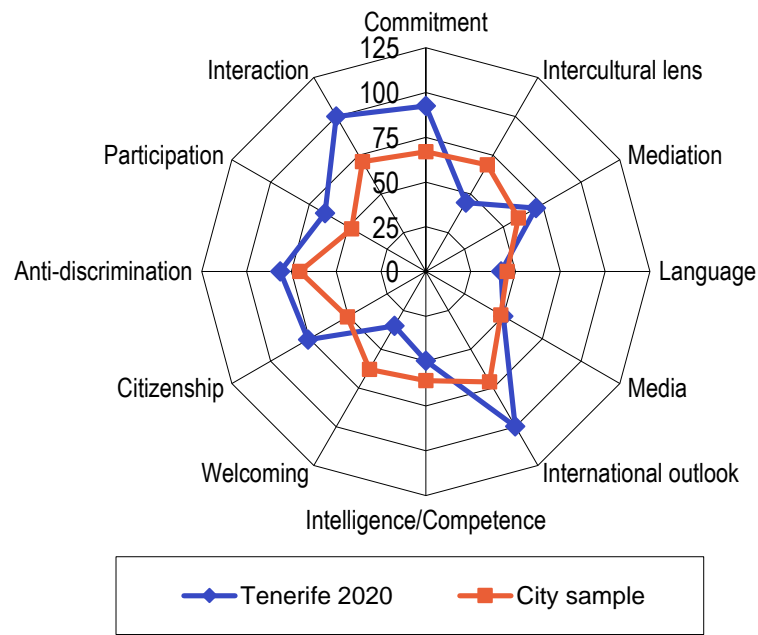 Commitment
125
Interaction
Intercultural lens
100
75
Participation
Mediation
50
25
Anti-discrimination
0
Language
Citizenship
Media
Welcoming
International outlook
Intelligence/Competence
Tenerife 2020
City sample